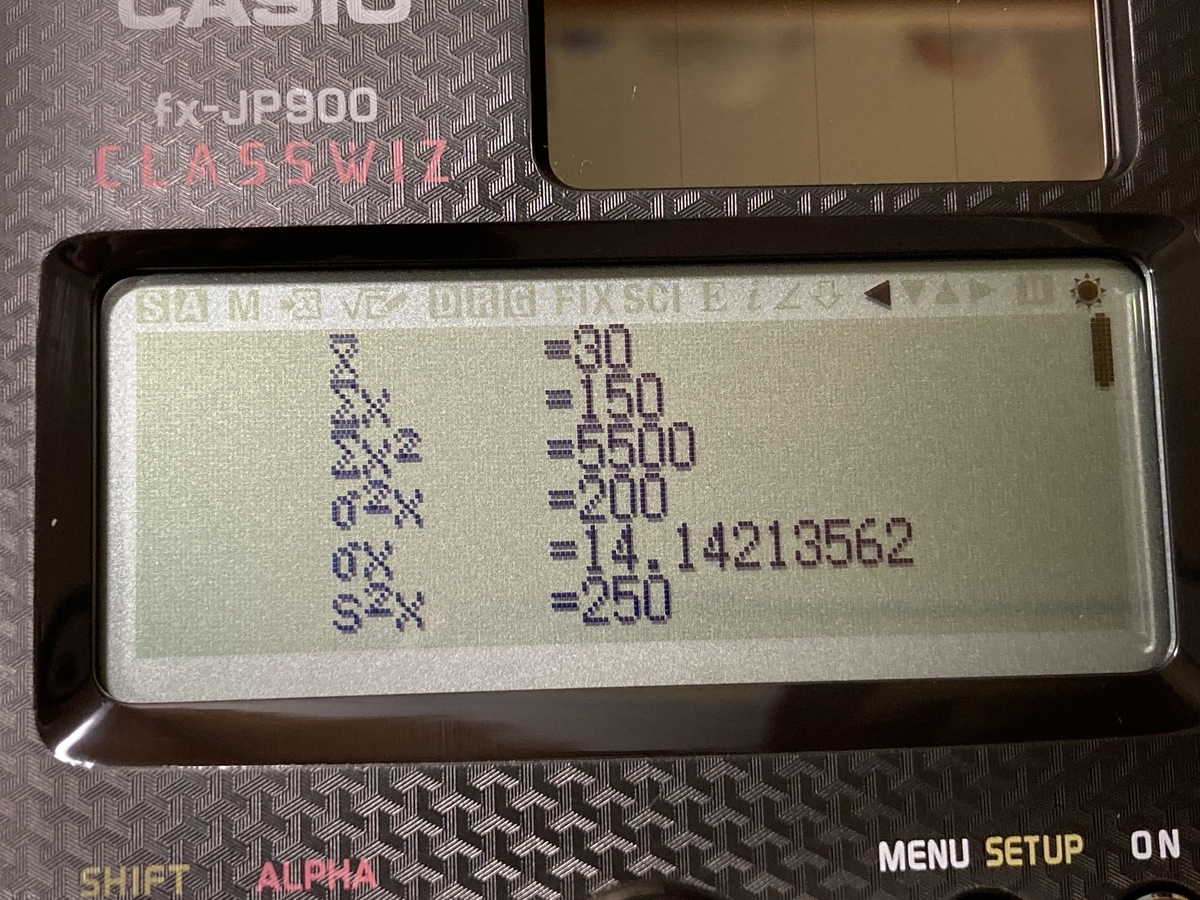 CASIO
fx-JP900
CLASSWIZ
S A M √ D R G FIX SCI E i ∠
x̄ =30
Σx =150
Σx² =5500
σ²x =200
σx =14.14213562
s²x =250
SHIFT ALPHA MENU SETUP ON